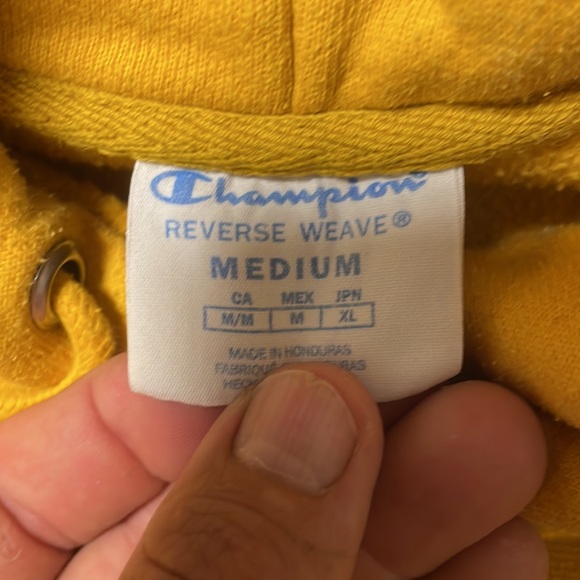 Champion
REVERSE WEAVE®
MEDIUM
CA MEX JPN
M/M M XL
MADE IN HONDURAS